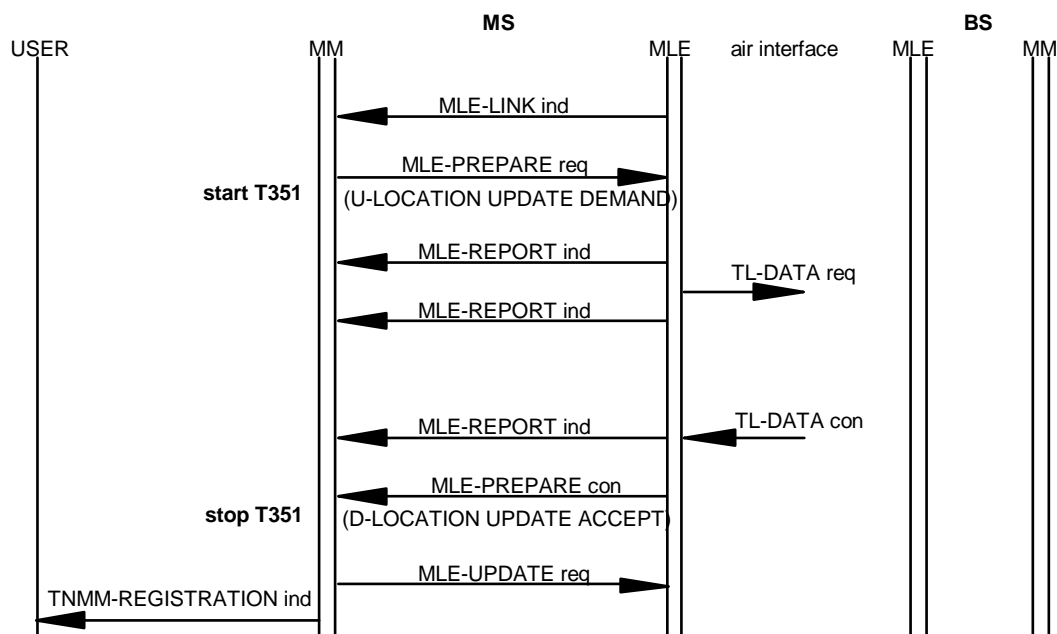 MS BS
USER MM MLE air interface MLE MM
MLE-LINK ind
MLE-PREPARE req
start T351 (U-LOCATION UPDATE DEMAND)
MLE-REPORT ind
TL-DATA req
MLE-REPORT ind
MLE-REPORT ind TL-DATA con
MLE-PREPARE con
stop T351 (D-LOCATION UPDATE ACCEPT)
MLE-UPDATE req
TNMM-REGISTRATION ind